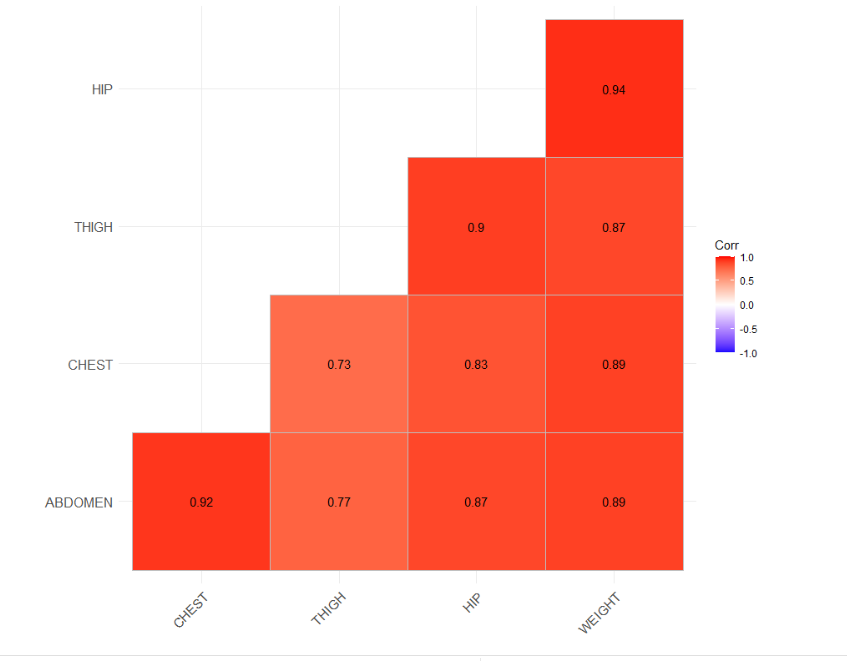 HIP
0.94
THIGH
0.9 0.87
Corr
1.0
0.5
0.0
-0.5
-1.0
CHEST
0.73 0.83 0.89
ABDOMEN
0.92 0.77 0.87 0.89
CHEST
THIGH
HIP
WEIGHT